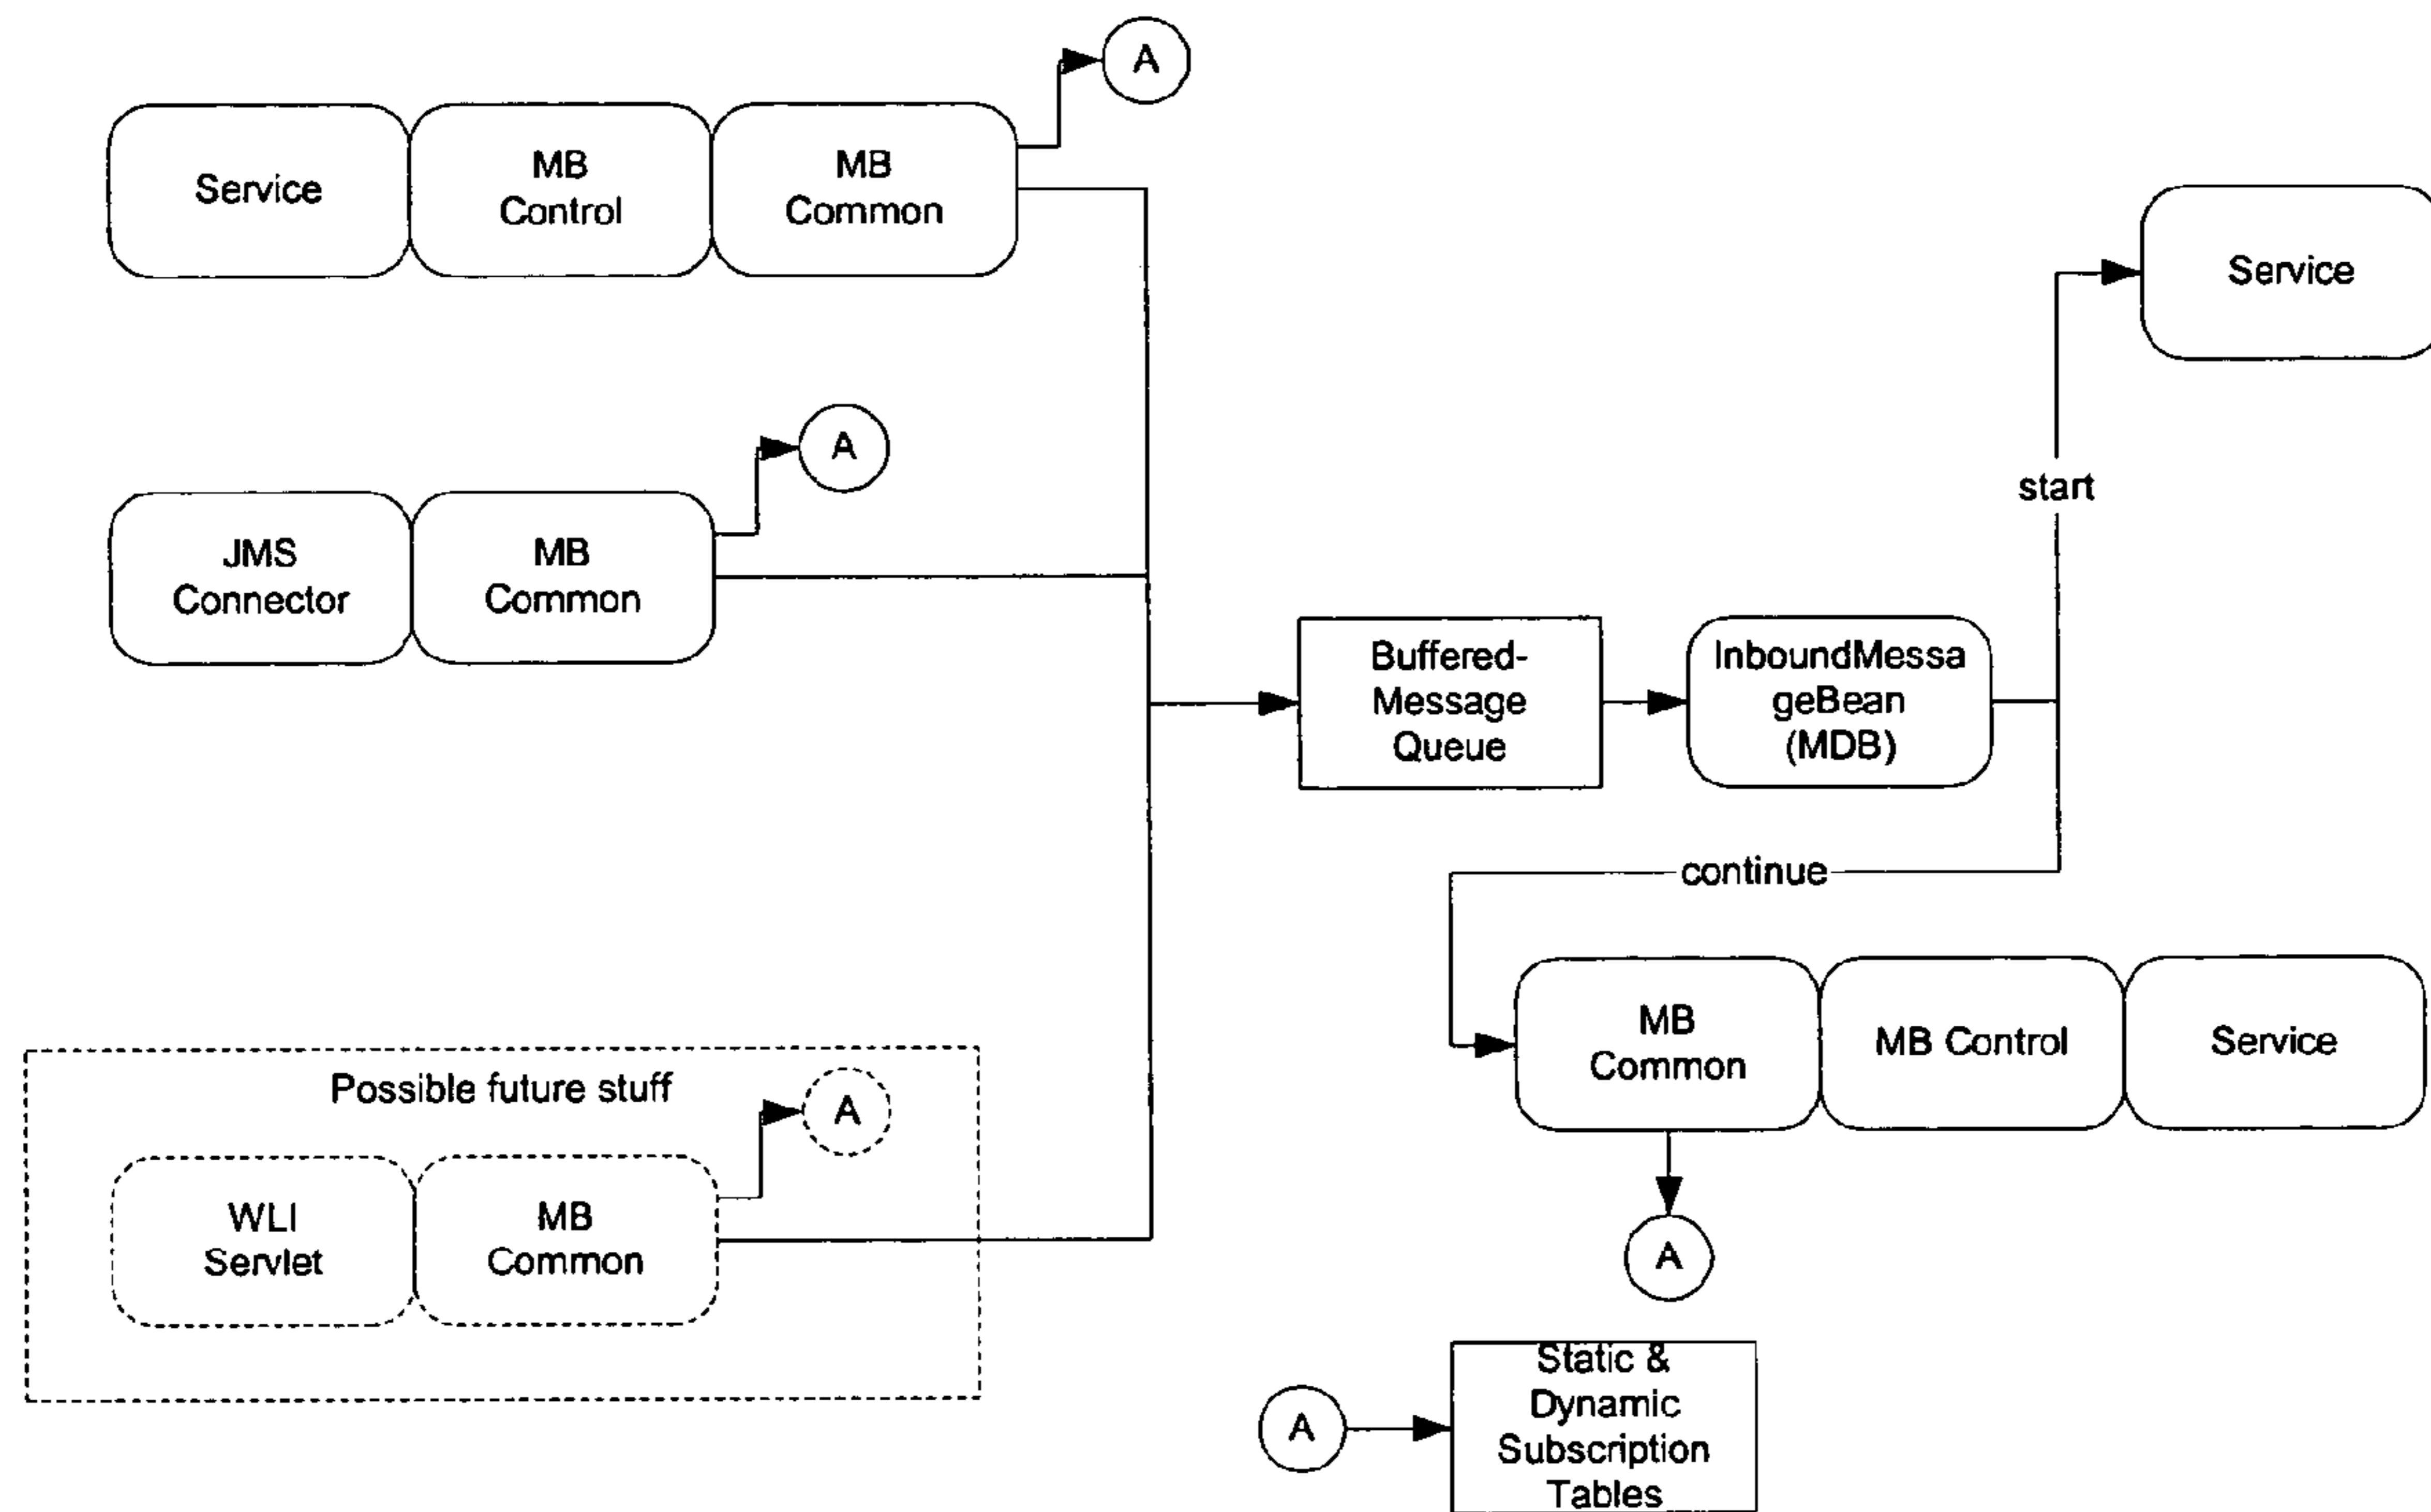 A
Service
MB
Control
MB
Common
Service
A
start
JMS
Connector
MB
Common
Buffered-
Message
Queue
InboundMessa
geBean
(MDB)
continue
MB
Common
MB Control
Service
Possible future stuff
A
WLI
Servlet
MB
Common
A
A
Static &
Dynamic
Subscription
Tables